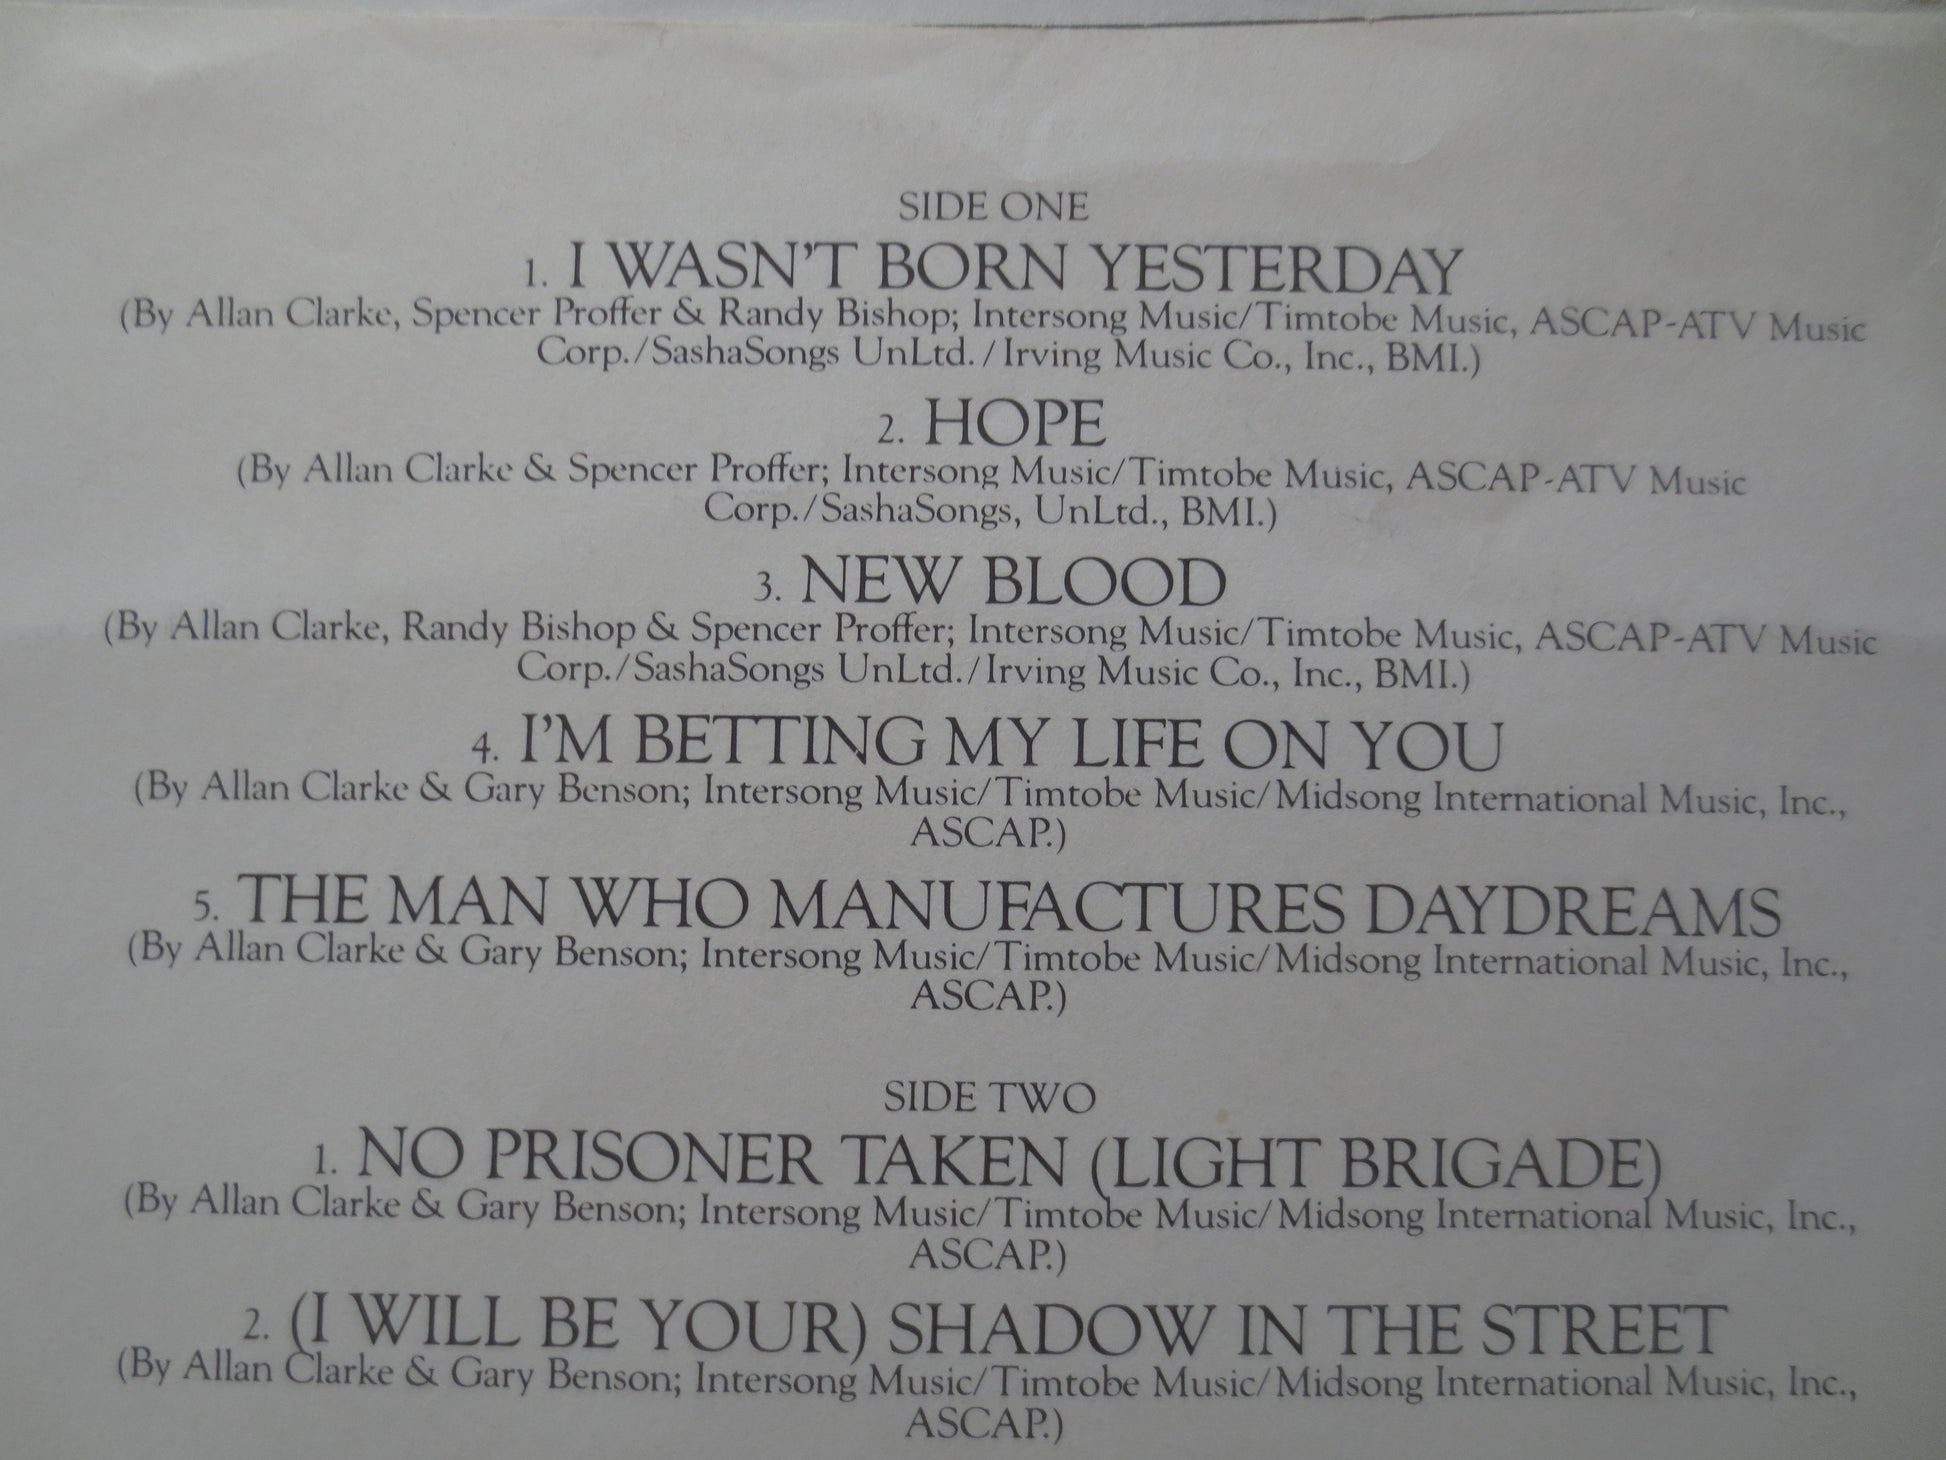 SIDE ONE
1. I WASN'T BORN YESTERDAY
(By Allan Clarke, Spencer Proffer & Randy Bishop; Intersong Music/Timtobe Music, ASCAP-ATV Music
Corp./SashaSongs UnLtd./Irving Music Co., Inc., BMI.)
2. HOPE
(By Allan Clarke & Spencer Proffer; Intersong Music/Timtobe Music, ASCAP-ATV Music
Corp./SashaSongs, UnLtd., BMI.)
3. NEW BLOOD
(By Allan Clarke, Randy Bishop & Spencer Proffer; Intersong Music/Timtobe Music, ASCAP-ATV Music
Corp./SashaSongs UnLtd./Irving Music Co., Inc., BMI.)
4. I'M BETTING MY LIFE ON YOU
(By Allan Clarke & Gary Benson; Intersong Music/Timtobe Music/Midsong International Music, Inc.,
ASCAP.)
5. THE MAN WHO MANUFACTURES DAYDREAMS
(By Allan Clarke & Gary Benson; Intersong Music/Timtobe Music/Midsong International Music, Inc.,
ASCAP.)
SIDE TWO
1. NO PRISONER TAKEN (LIGHT BRIGADE)
(By Allan Clarke & Gary Benson; Intersong Music/Timtobe Music/Midsong International Music, Inc.,
ASCAP.)
2. (I WILL BE YOUR) SHADOW IN THE STREET
(By Allan Clarke & Gary Benson; Intersong Music/Timtobe Music/Midsong International Music, Inc.,
ASCAP.)